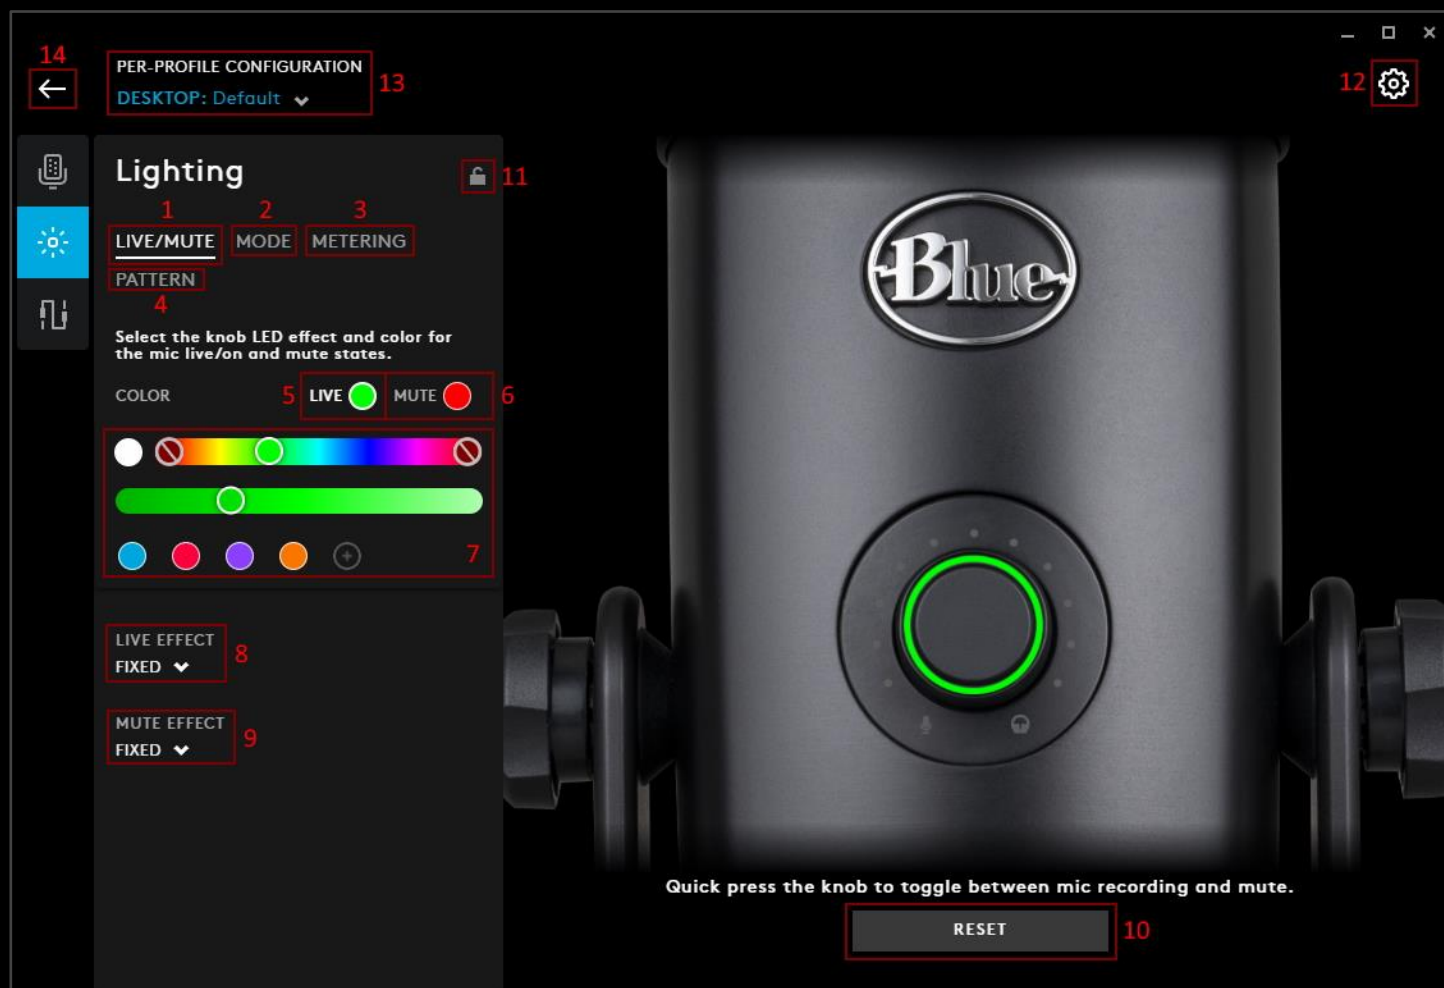 14
PER-PROFILE CONFIGURATION
DESKTOP: Default
13
12
Lighting
11
1 2 3
LIVE/MUTE MODE METERING
PATTERN
4
Select the knob LED effect and color for
the mic live/on and mute states.
COLOR 5 LIVE MUTE 6
7
LIVE EFFECT
FIXED
8
MUTE EFFECT
FIXED
9
Blue
Quick press the knob to toggle between mic recording and mute.
RESET 10